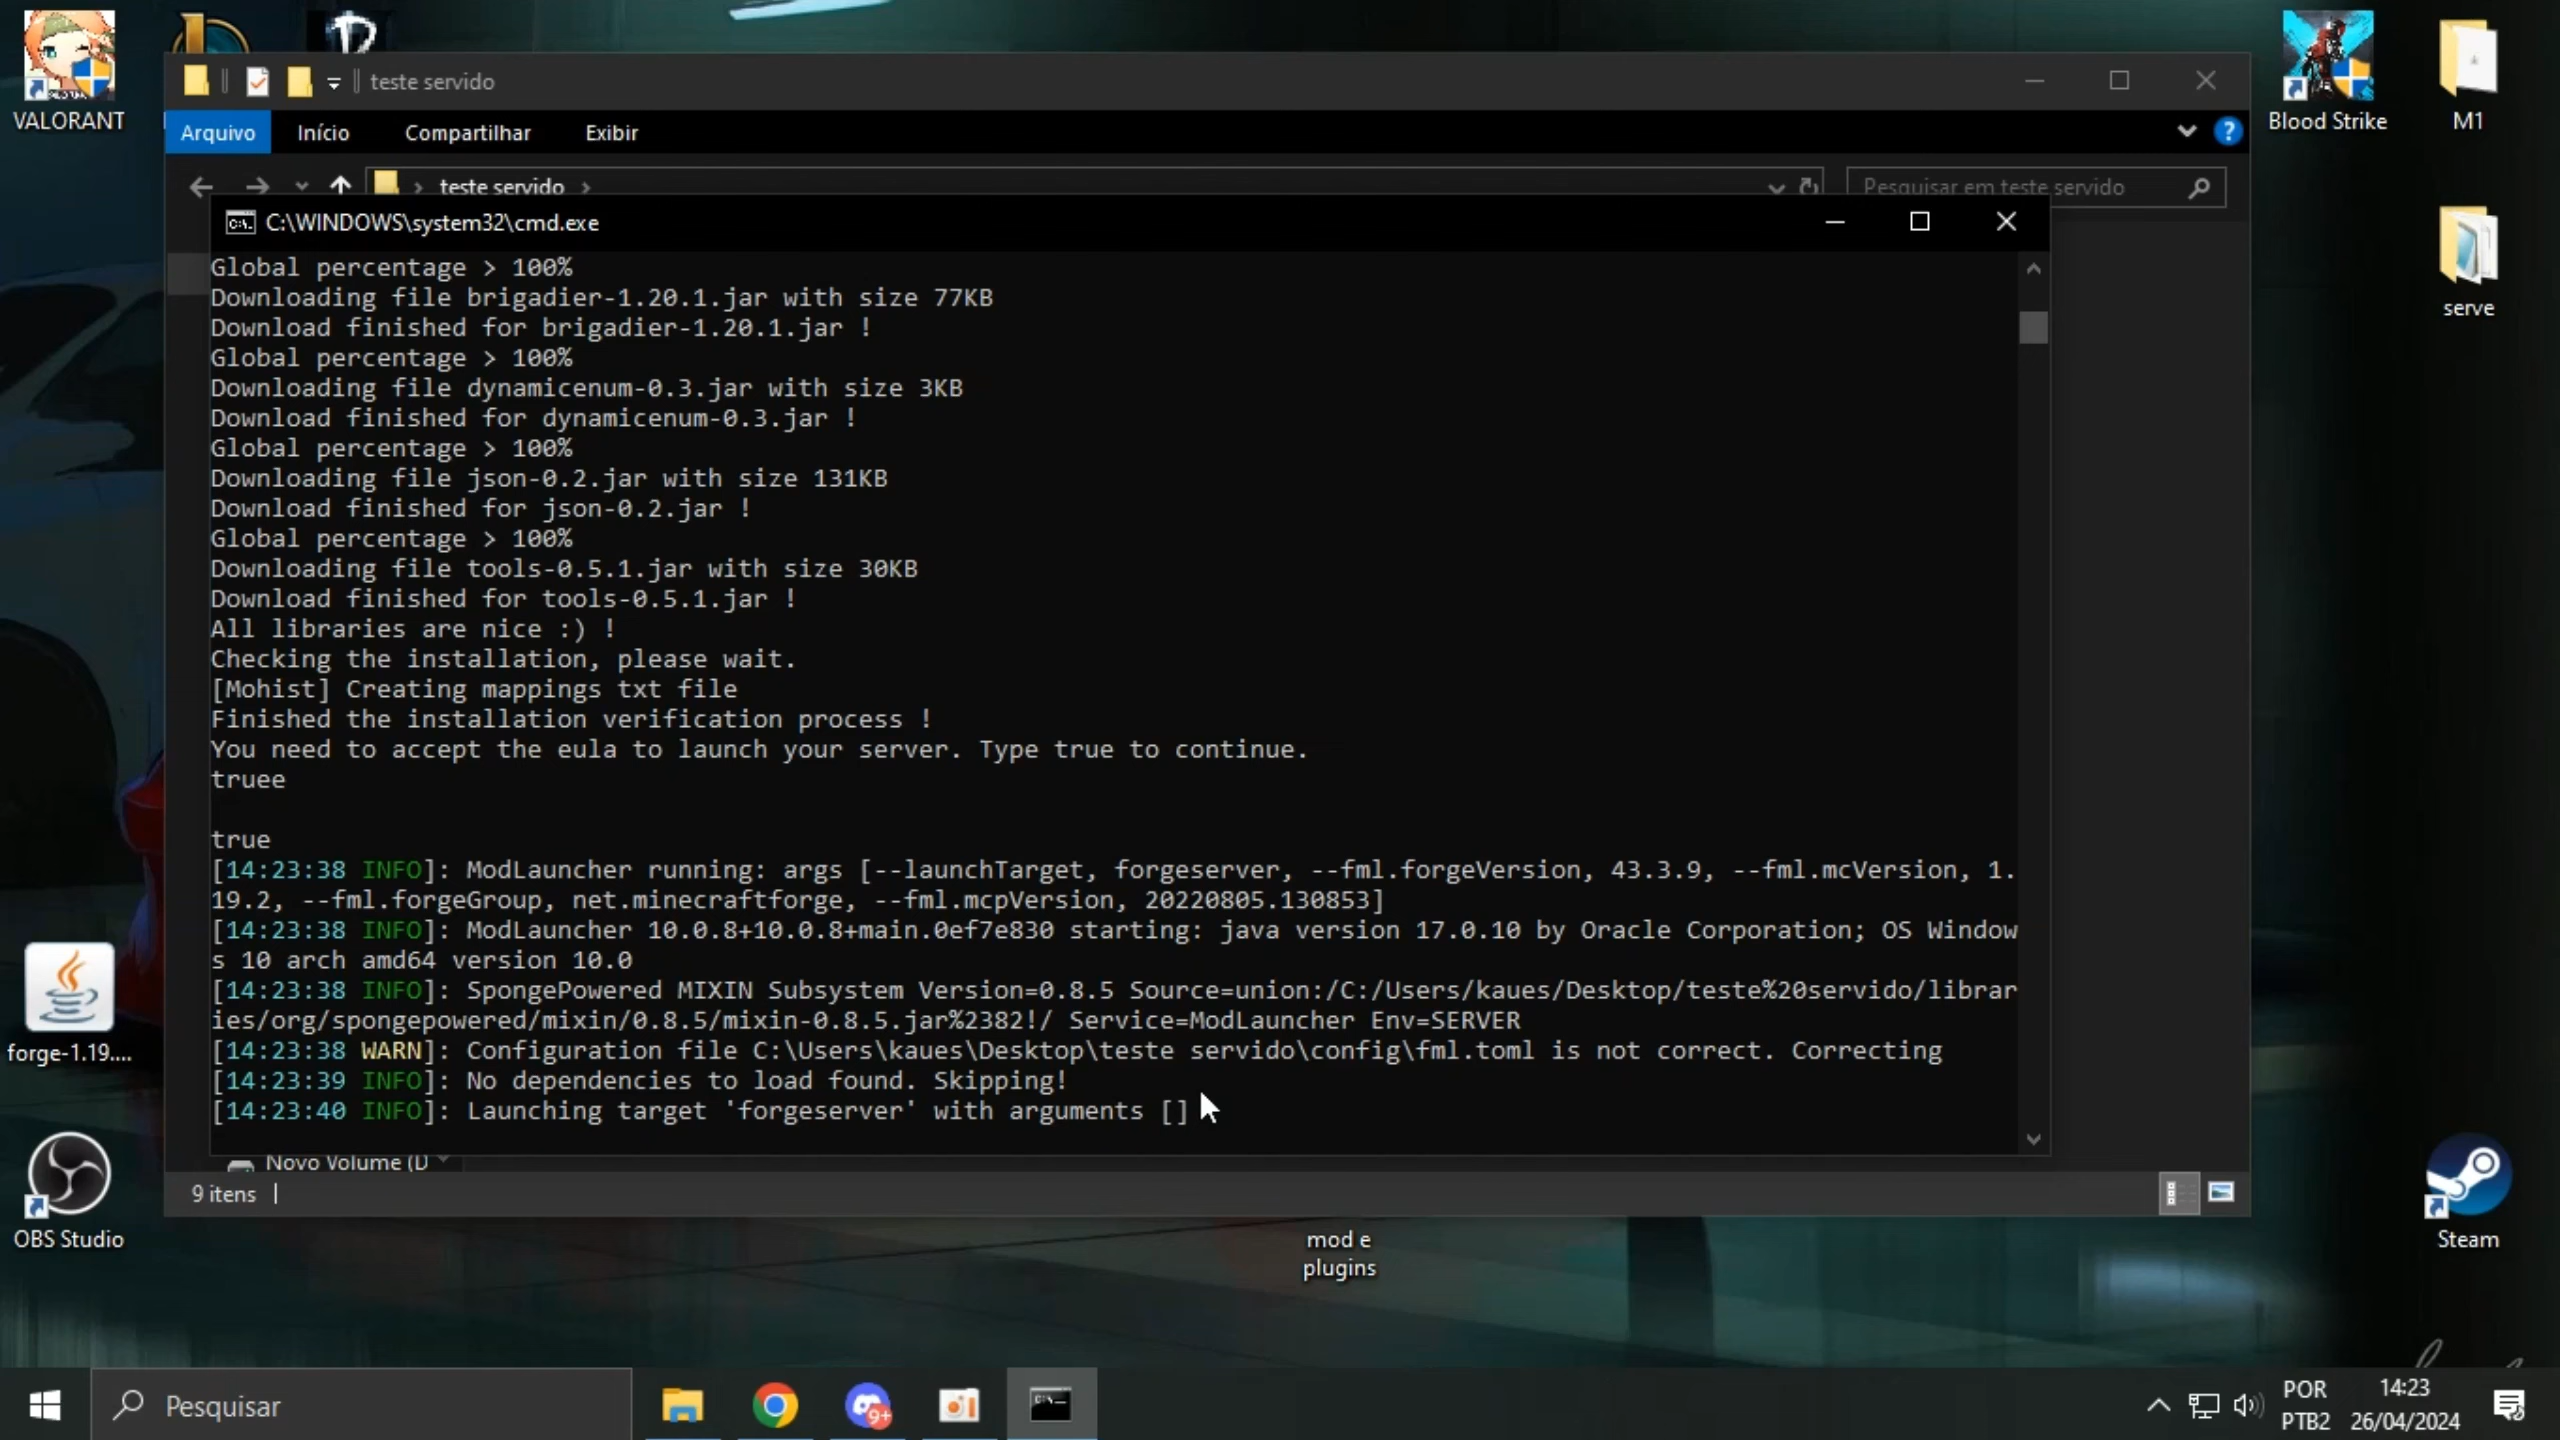 VALORANT
teste servido
Arquivo
Início
Compartilhar
Exibir
teste servido
Pesquisar em teste servido
C:\WINDOWS\system32\cmd.exe
Global percentage > 100%
Downloading file brigadier-1.20.1.jar with size 77KB
Download finished for brigadier-1.20.1.jar !
Global percentage > 100%
Downloading file dynamicenum-0.3.jar with size 3KB
Download finished for dynamicenum-0.3.jar !
Global percentage > 100%
Downloading file json-0.2.jar with size 131KB
Download finished for json-0.2.jar !
Global percentage > 100%
Downloading file tools-0.5.1.jar with size 30KB
Download finished for tools-0.5.1.jar !
All libraries are nice :) !
Checking the installation, please wait.
[Mohist] Creating mappings txt file
Finished the installation verification process !
You need to accept the eula to launch your server. Type true to continue.
truee
true
[14:23:38 INFO]: ModLauncher running: args [--launchTarget, forgeserver, --fml.forgeVersion, 43.3.9, --fml.mcVersion, 1.
19.2, --fml.forgeGroup, net.minecraftforge, --fml.mcpVersion, 20220805.130853]
[14:23:38 INFO]: ModLauncher 10.0.8+10.0.8+main.0ef7e830 starting: java version 17.0.10 by Oracle Corporation; OS Window
s 10 arch amd64 version 10.0
[14:23:38 INFO]: SpongePowered MIXIN Subsystem Version=0.8.5 Source=union:/C:/Users/kaues/Desktop/teste%20servido/librar
ies/org/spongepowered/mixin/0.8.5/mixin-0.8.5.jar%2382!/ Service=ModLauncher Env=SERVER
[14:23:38 WARN]: Configuration file C:\Users\kaues\Desktop\teste servido\config\fml.toml is not correct. Correcting
[14:23:39 INFO]: No dependencies to load found. Skipping!
[14:23:40 INFO]: Launching target 'forgeserver' with arguments []
Novo Volume (D
9 itens
Blood Strike
M1
serve
forge-1.19....
OBS Studio
mod e
plugins
Steam
Pesquisar
9+
POR
PTB2
14:23
26/04/2024